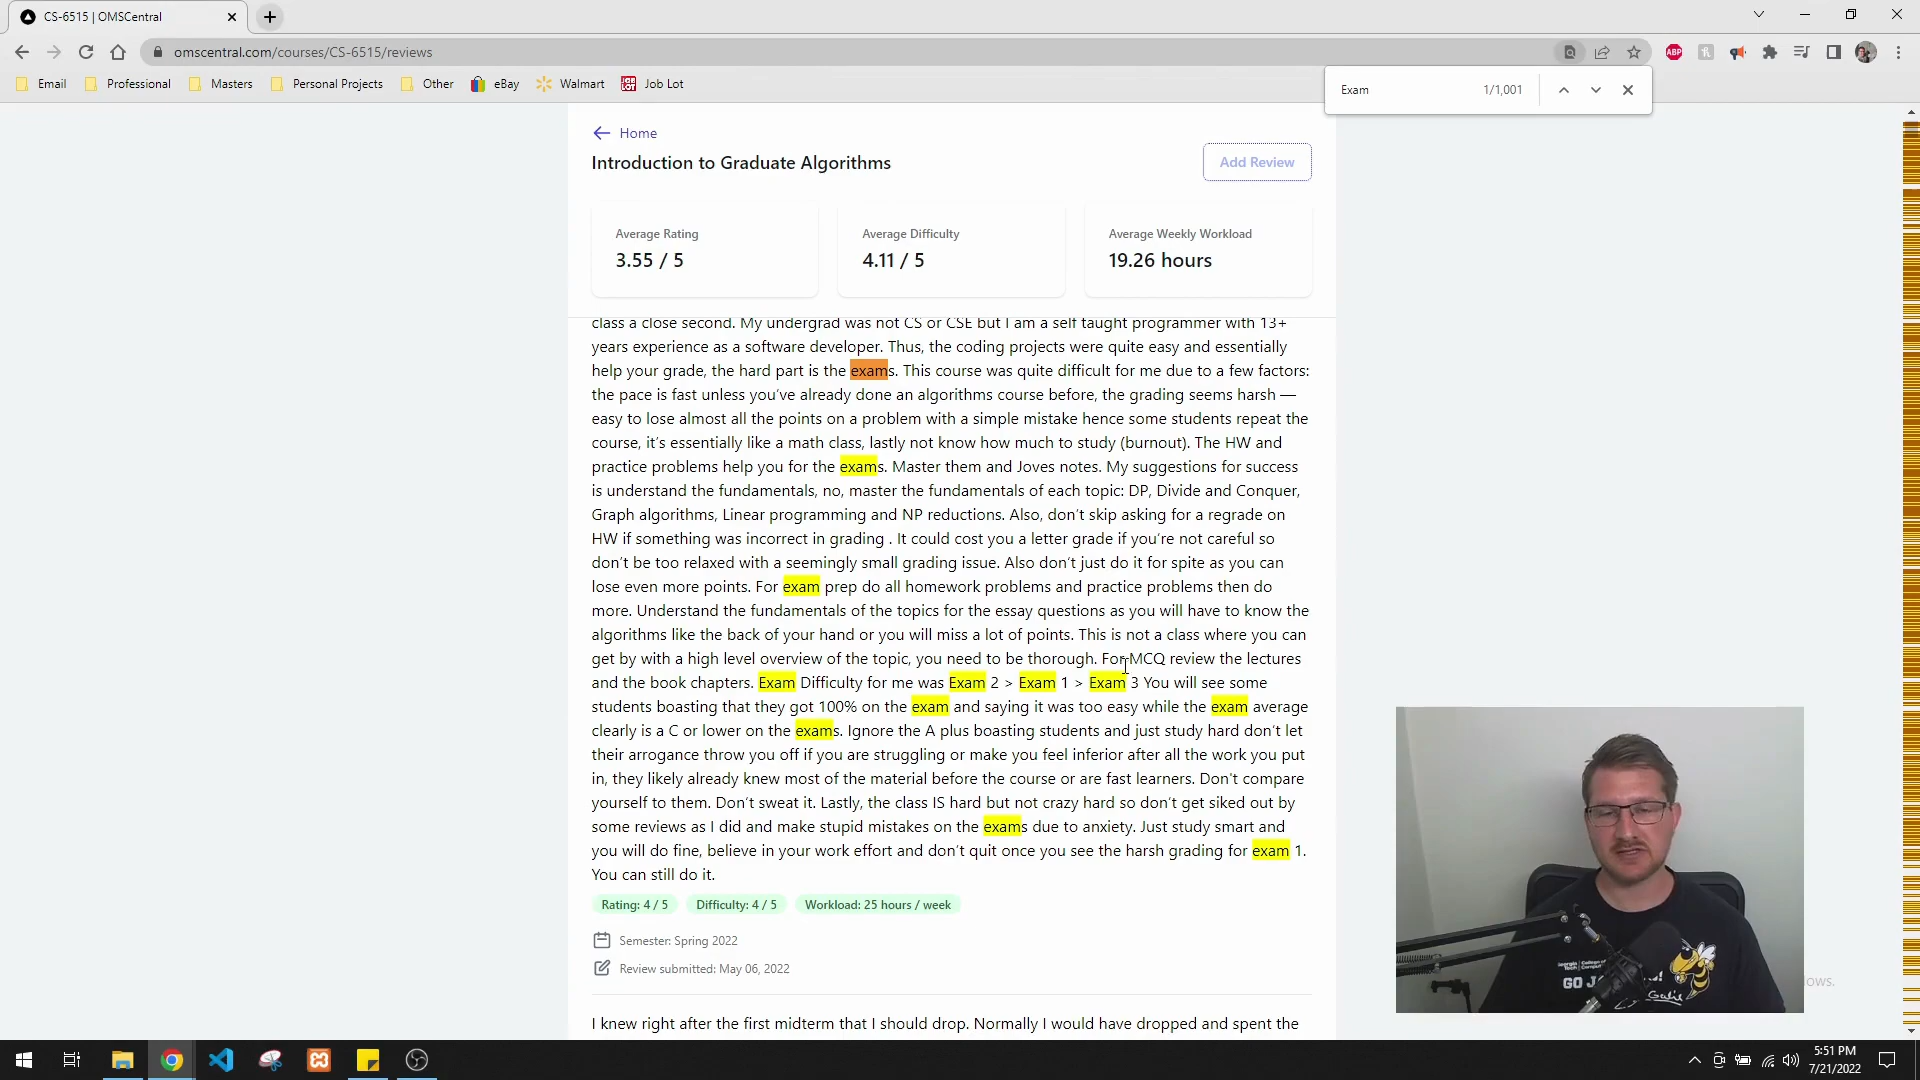 CS-6515 | OMSCentral
omscentral.com/courses/CS-6515/reviews
ABP
Email
Professional
Masters
Personal Projects
Other
eBay
Walmart
Job Lot
Exam
1/1,001
Home
Introduction to Graduate Algorithms
Add Review
Average Rating
3.55 / 5
Average Difficulty
4.11 / 5
Average Weekly Workload
19.26 hours
class a close second. My undergrad was not CS or CSE but I am a self taught programmer with 13+
years experience as a software developer. Thus, the coding projects were quite easy and essentially
help your grade, the hard part is the exams. This course was quite difficult for me due to a few factors:
the pace is fast unless you’ve already done an algorithms course before, the grading seems harsh —
easy to lose almost all the points on a problem with a simple mistake hence some students repeat the
course, it’s essentially like a math class, lastly not know how much to study (burnout). The HW and
practice problems help you for the exams. Master them and Joves notes. My suggestions for success
is understand the fundamentals, no, master the fundamentals of each topic: DP, Divide and Conquer,
Graph algorithms, Linear programming and NP reductions. Also, don’t skip asking for a regrade on
HW if something was incorrect in grading . It could cost you a letter grade if you’re not careful so
don’t be too relaxed with a seemingly small grading issue. Also don’t just do it for spite as you can
lose even more points. For exam prep do all homework problems and practice problems then do
more. Understand the fundamentals of the topics for the essay questions as you will have to know the
algorithms like the back of your hand or you will miss a lot of points. This is not a class where you can
get by with a high level overview of the topic, you need to be thorough. For MCQ review the lectures
and the book chapters. Exam Difficulty for me was Exam 2 > Exam 1 > Exam 3 You will see some
students boasting that they got 100% on the exam and saying it was too easy while the exam average
clearly is a C or lower on the exams. Ignore the A plus boasting students and just study hard don’t let
their arrogance throw you off if you are struggling or make you feel inferior after all the work you put
in, they likely already knew most of the material before the course or are fast learners. Don't compare
yourself to them. Don’t sweat it. Lastly, the class IS hard but not crazy hard so don’t get siked out by
some reviews as I did and make stupid mistakes on the exams due to anxiety. Just study smart and
you will do fine, believe in your work effort and don’t quit once you see the harsh grading for exam 1.
You can still do it.
Rating: 4 / 5
Difficulty: 4 / 5
Workload: 25 hours / week
Semester: Spring 2022
Review submitted: May 06, 2022
I knew right after the first midterm that I should drop. Normally I would have dropped and spent the
GO
ows.
5:51 PM
7/21/2022